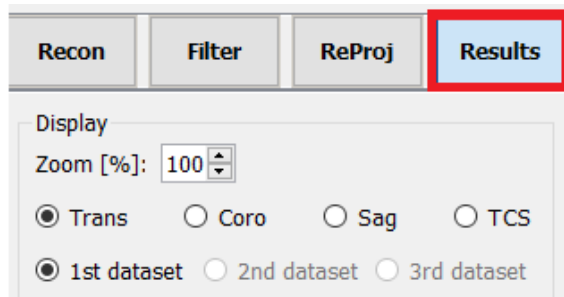 Recon Filter ReProj Results
Display
Zoom [%]: 100
Trans Coro Sag TCS
1st dataset 2nd dataset 3rd dataset